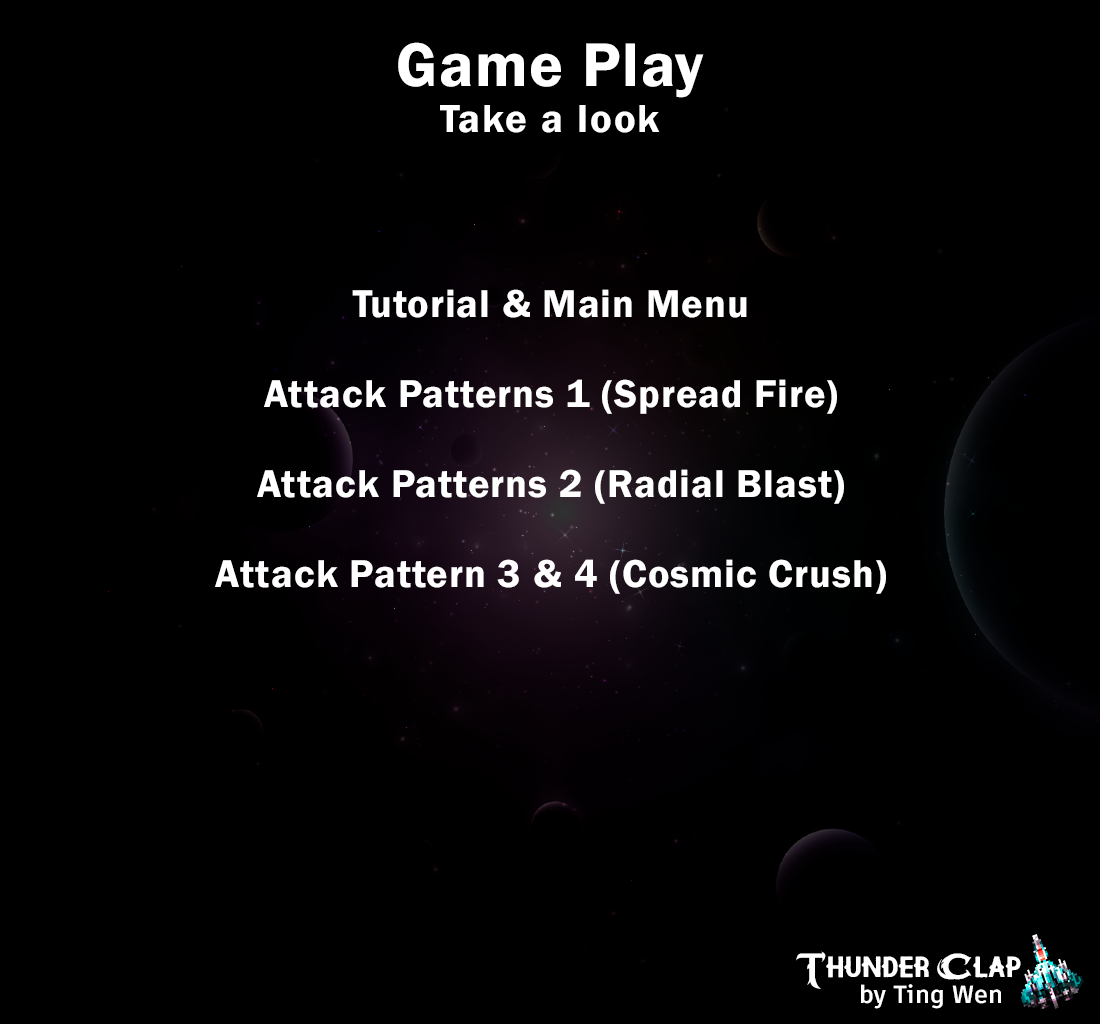 Game Play
Take a look
Tutorial & Main Menu
Attack Patterns 1 (Spread Fire)
Attack Patterns 2 (Radial Blast)
Attack Pattern 3 & 4 (Cosmic Crush)
Thunder Clap
by Ting Wen